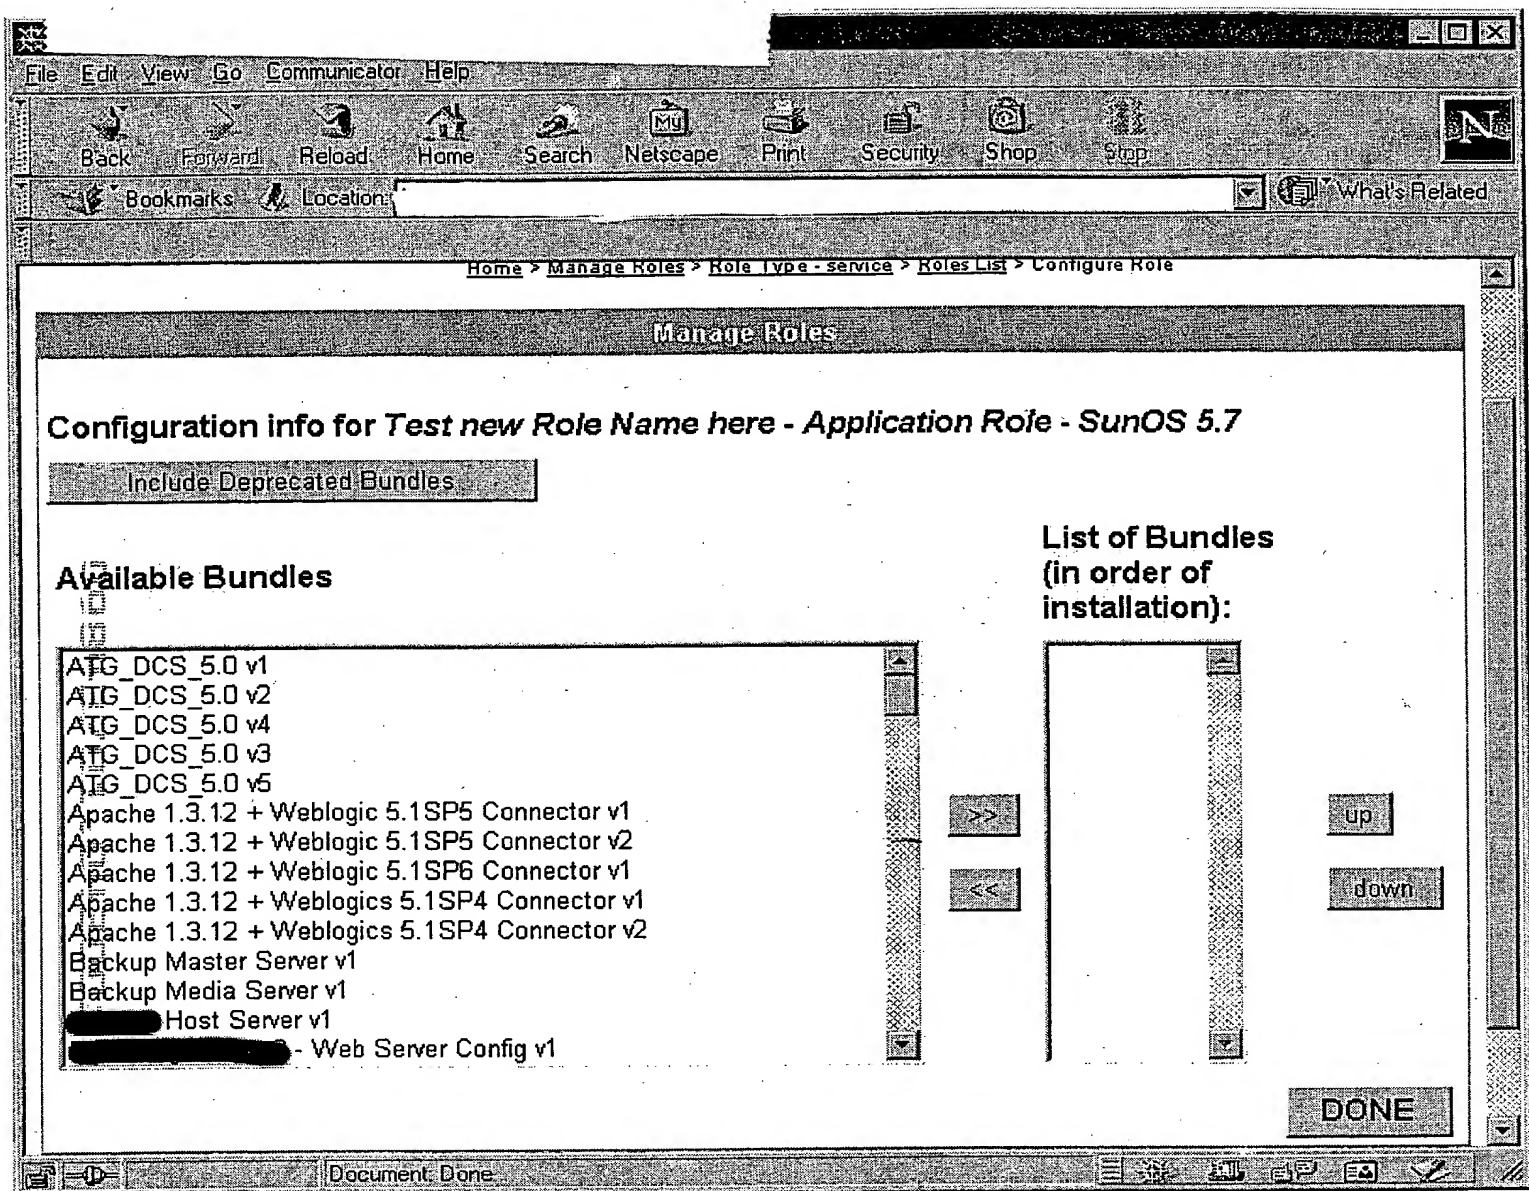 File Edit View Go Communicator Help
Back Forward Reload Home Search Netscape Print Security Shop Stop
My
N
Bookmarks Location: What's Related
Home > Manage Roles > Role Type - service > Roles List > Configure Role
Manage Roles
Configuration info for Test new Role Name here - Application Role - SunOS 5.7
Include Deprecated Bundles
Available Bundles
List of Bundles
(in order of
installation):
ATG_DCS_5.0 v1
ATG_DCS_5.0 v2
ATG_DCS_5.0 v4
ATG_DCS_5.0 v3
ATG_DCS_5.0 v5
Apache 1.3.12 + Weblogic 5.1SP5 Connector v1
Apache 1.3.12 + Weblogic 5.1SP5 Connector v2
Apache 1.3.12 + Weblogic 5.1SP6 Connector v1
Apache 1.3.12 + Weblogics 5.1SP4 Connector v1
Apache 1.3.12 + Weblogics 5.1SP4 Connector v2
Backup Master Server v1
Backup Media Server v1
Host Server v1
- Web Server Config v1
>>
<<
up
down
DONE
Document: Done